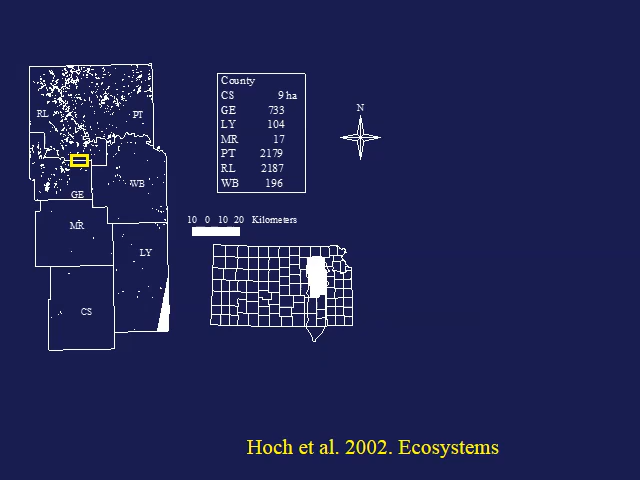 RL
PT
WB
GE
MR
LY
CS
County
CS 9 ha
GE 733
LY 104
MR 17
PT 2179
RL 2187
WB 196
N
10 0 10 20 Kilometers
Hoch et al. 2002. Ecosystems